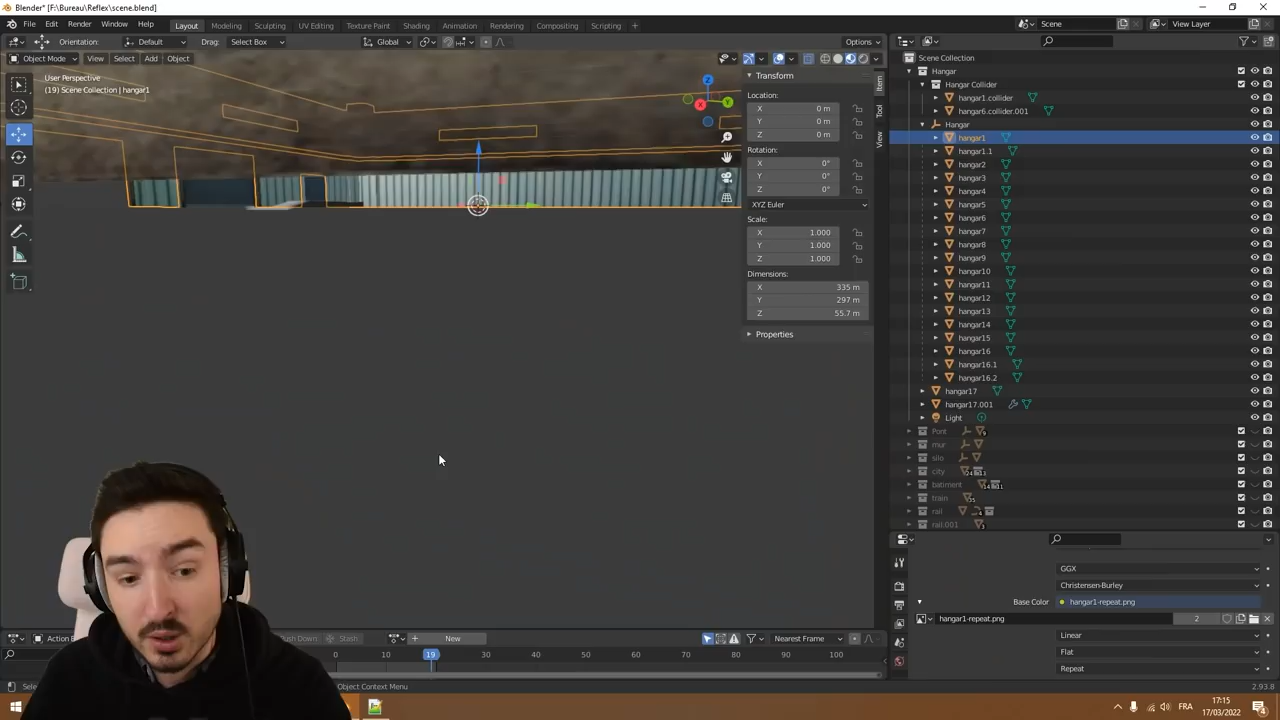 Blender* [F:\Bureau\Reflex\scene.blend]
File Edit Render Window Help Layout Modeling Sculpting UV Editing Texture Paint Shading Animation Rendering Compositing Scripting + Scene View Layer
Orientation: Default Drag: Select Box Global Options
Object Mode View Select Add Object
User Perspective
(19) Scene Collection | hangar1
Z
Y
X
Transform
Location:
X 0 m
Y 0 m
Z 0 m
Rotation:
X 0°
Y 0°
Z 0°
XYZ Euler
Scale:
X 1.000
Y 1.000
Z 1.000
Dimensions:
X 335 m
Y 297 m
Z 55.7 m
Properties
Item
Tool
View
Scene Collection
Hangar
Hangar Collider
hangar1.collider
hangar6.collider.001
Hangar
hangar1
hangar1.1
hangar2
hangar3
hangar4
hangar5
hangar6
hangar7
hangar8
hangar9
hangar10
hangar11
hangar12
hangar13
hangar14
hangar15
hangar16
hangar16.1
hangar16.2
hangar17
hangar17.001
Light
Pont
mur
silo
city
batiment
train
rail
rail.001
GGX
Christensen-Burley
Base Color hangar1-repeat.png
hangar1-repeat.png 2
Linear
Flat
Repeat
Push Down Stash New Nearest Frame
0 19 30 40 50 60 70 80 90 100
Object Context Menu 2.93.8
FRA 17:15
17/03/2022